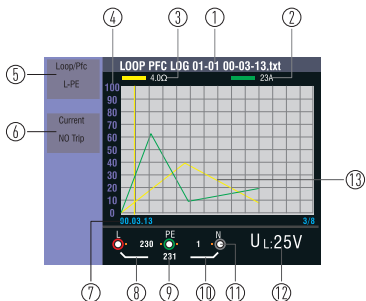 ④ ① ③ ②
Loop/Pfc LOOP PFC LOG 01-01 00-03-13.txt
⑤ L-PE 4.0Ω 23A
100
90
⑥ Current 80
NO Trip 70
60
50
40
30 ⑬
20
10
0
00.03.13 3/8
L PE N
230 1 UL:25V
231
⑦ ⑧ ⑨ ⑩ ⑪ ⑫